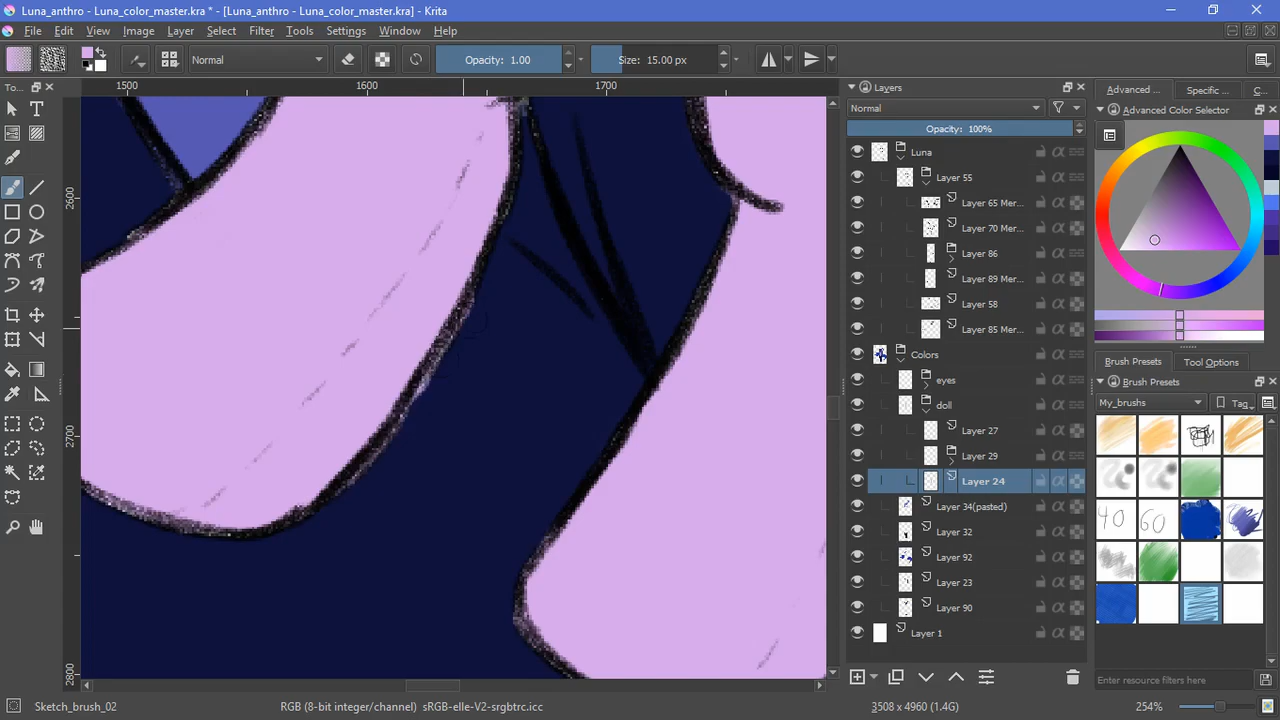 Luna_anthro - Luna_color_master.kra * - [Luna_anthro - Luna_color_master.kra] - Krita
File Edit View Image Layer Select Filter Tools Settings Window Help
Normal Opacity: 1.00 Size: 15.00 px
To...
1500 1600 1700
2600
2700
2800
Layers
Normal
Opacity: 100%
Luna
Layer 55
Layer 65 Mer...
Layer 70 Mer...
Layer 86
Layer 89 Mer...
Layer 58
Layer 85 Mer...
Colors
eyes
doll
Layer 27
Layer 29
Layer 24
Layer 34(pasted)
Layer 32
Layer 92
Layer 23
Layer 90
Layer 1
Advanced ... Specific ... C...
Advanced Color Selector
Brush Presets Tool Options
Brush Presets
My_brushs Tag
40 60
Enter resource filters here
Sketch_brush_02 RGB (8-bit integer/channel) sRGB-elle-V2-srgbtrc.icc 3508 x 4960 (1.4G) 254%